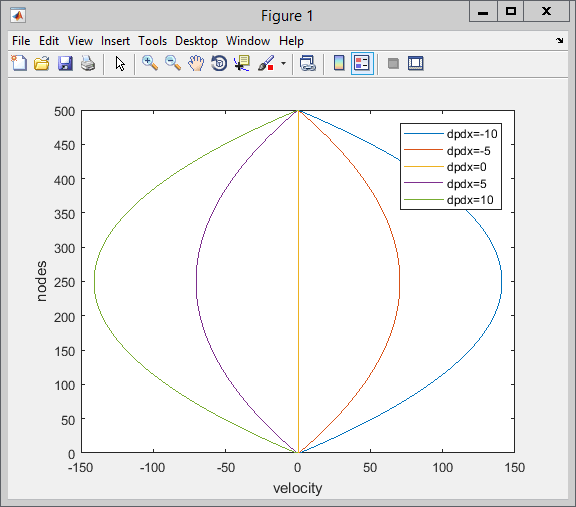 Figure 1
File Edit View Insert Tools Desktop Window Help
500
450
400
350
300
250
200
150
100
50
0
nodes
-150 -100 -50 0 50 100 150
velocity
dpdx=-10
dpdx=-5
dpdx=0
dpdx=5
dpdx=10